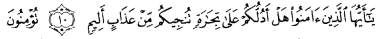 يَٰٓأَيُّهَا ٱلَّذِينَ ءَامَنُوا۟ هَلْ أَدُلُّكُمْ عَلَىٰ تِجَٰرَةٍ تُنجِيكُم مِّنْ عَذَابٍ أَلِيمٍ ١٠ تُؤْمِنُونَ